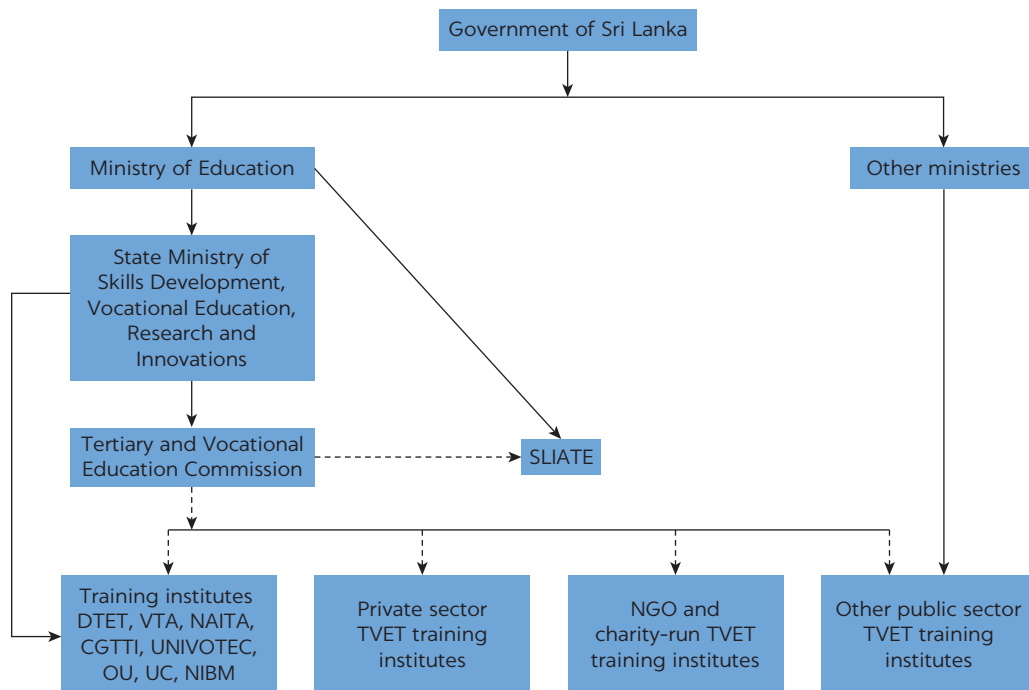 Government of Sri Lanka
Ministry of Education
Other ministries
State Ministry of
Skills Development,
Vocational Education,
Research and
Innovations
Tertiary and Vocational
Education Commission
SLIATE
Training institutes
DTET, VTA, NAITA,
CGTTI, UNIVOTEC,
OU, UC, NIBM
Private sector
TVET training
institutes
NGO and
charity-run TVET
training institutes
Other public sector
TVET training
institutes